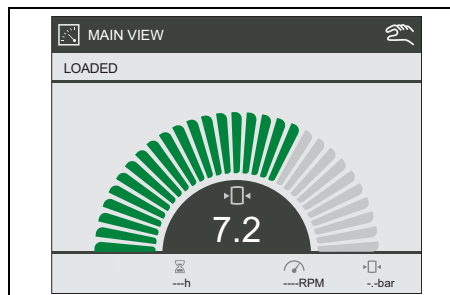 MAIN VIEW
LOADED
7.2
---h
----RPM
-.-bar